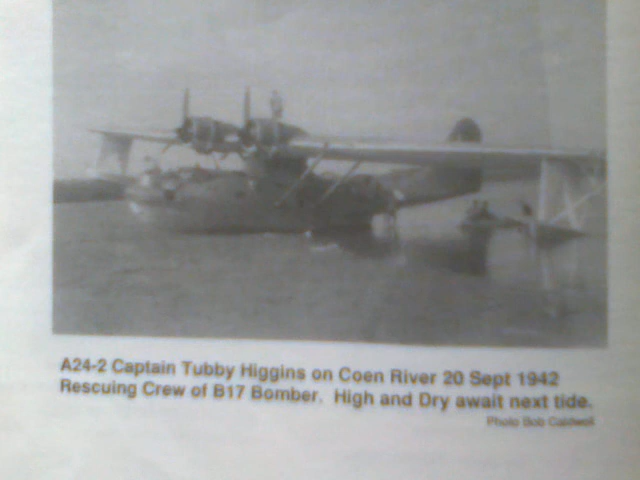 A24-2 Captain Tubby Higgins on Coen River 20 Sept 1942
Rescuing Crew of B17 Bomber. High and Dry await next tide.
Photo Bob Caldwell